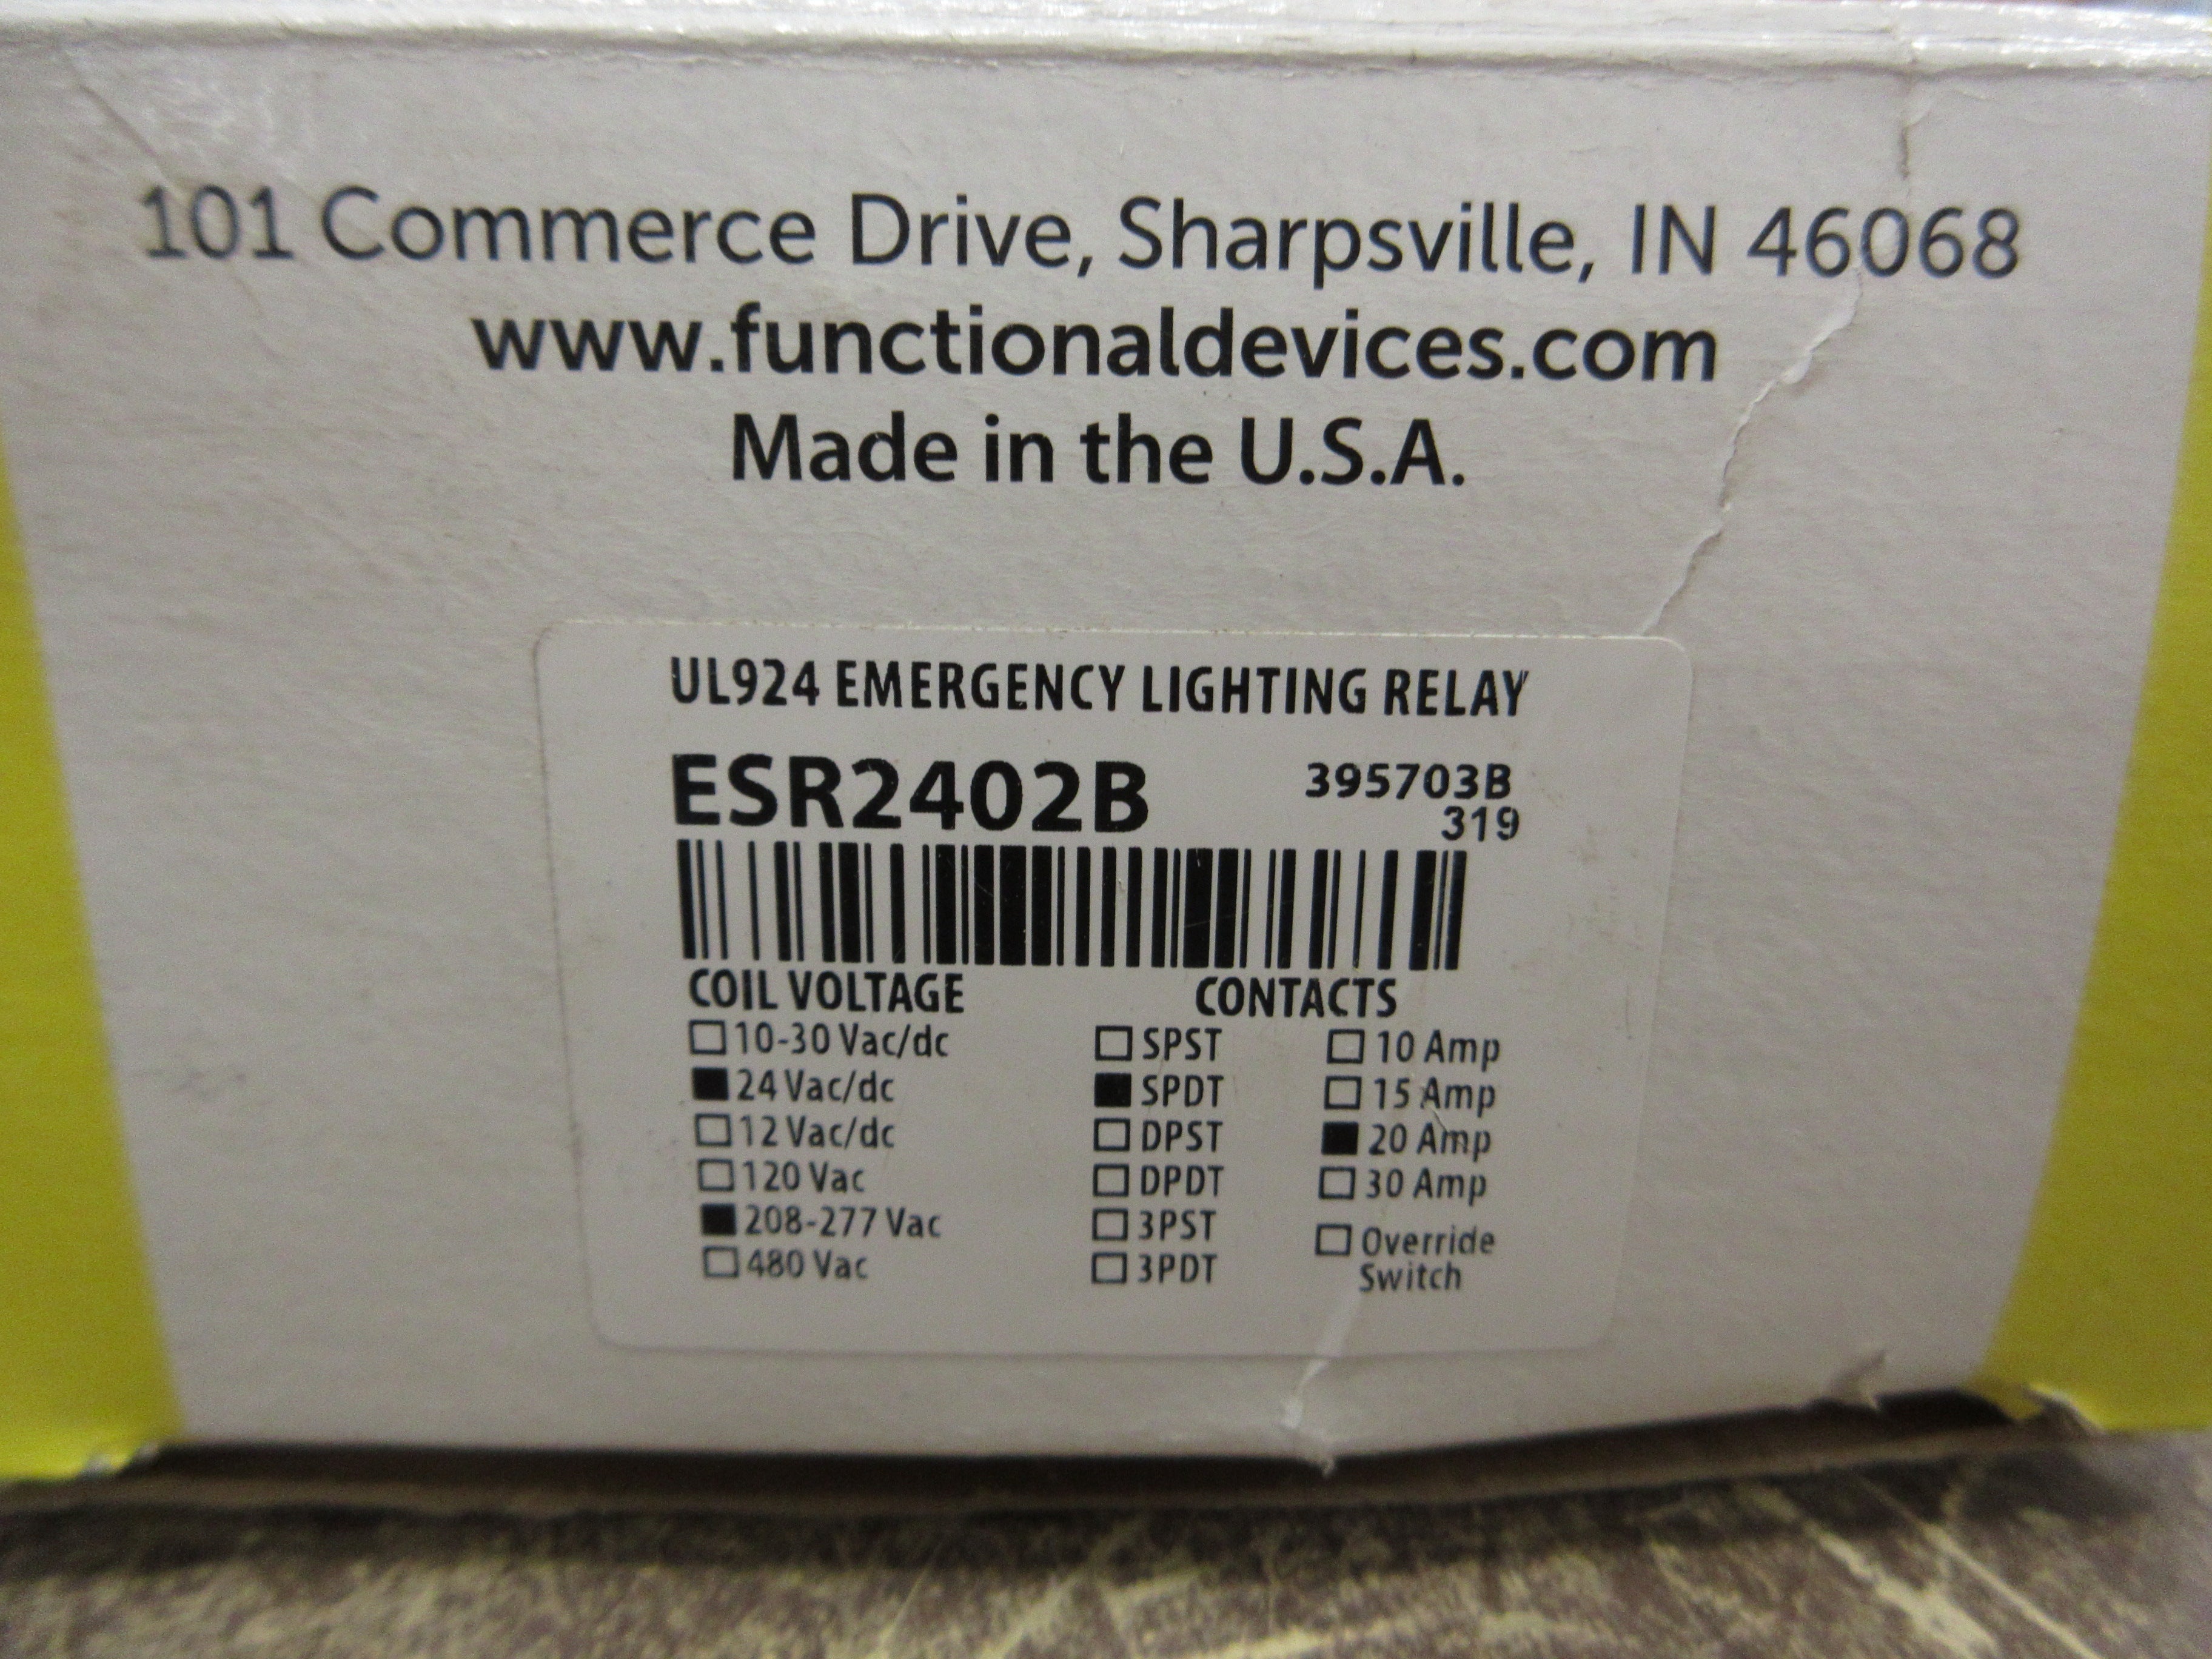 101 Commerce Drive, Sharpsville, IN 46068
www.functionaldevices.com
Made in the U.S.A.
UL924 EMERGENCY LIGHTING RELAY
ESR2402B 395703B
319
COIL VOLTAGE CONTACTS
10-30 Vac/dc SPST 10 Amp
24 Vac/dc SPDT 15 Amp
12 Vac/dc DPST 20 Amp
120 Vac DPDT 30 Amp
208-277 Vac 3PST Override
480 Vac 3PDT Switch